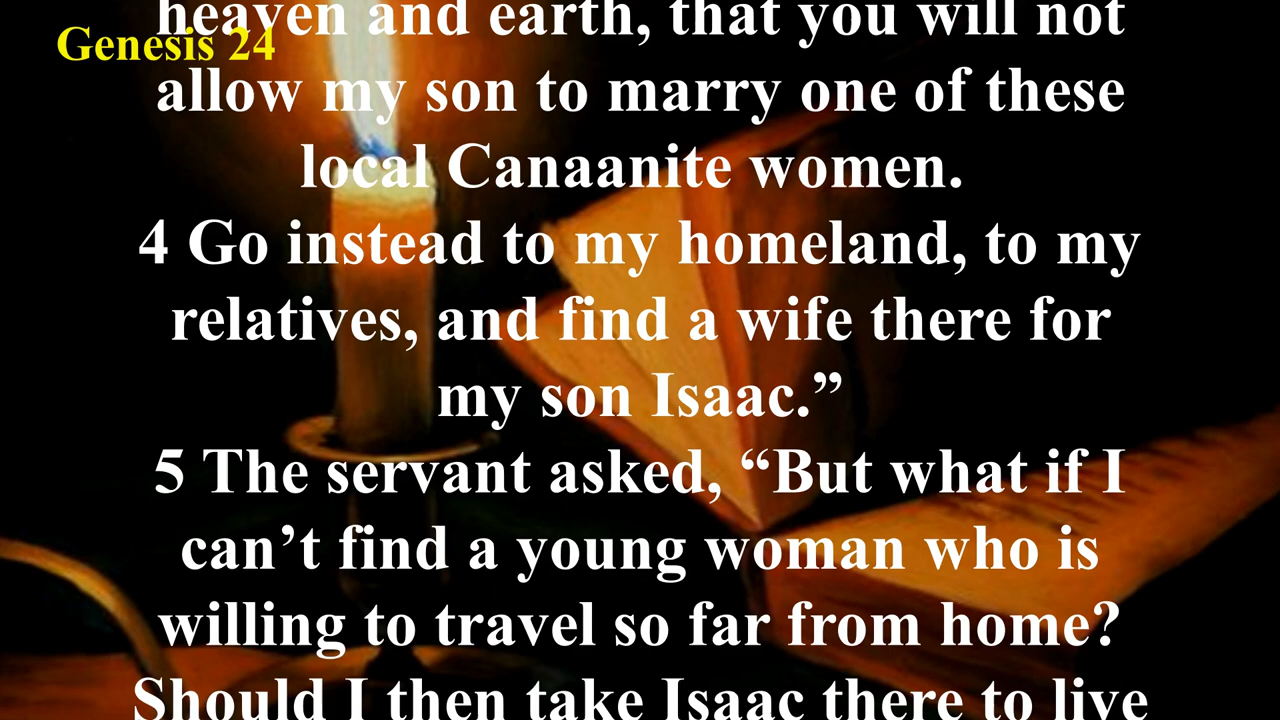 heaven and earth, that you will not
Genesis 24
allow my son to marry one of these
local Canaanite women.
4 Go instead to my homeland, to my
relatives, and find a wife there for
my son Isaac.”
5 The servant asked, “But what if I
can’t find a young woman who is
willing to travel so far from home?
Should I then take Isaac there to live